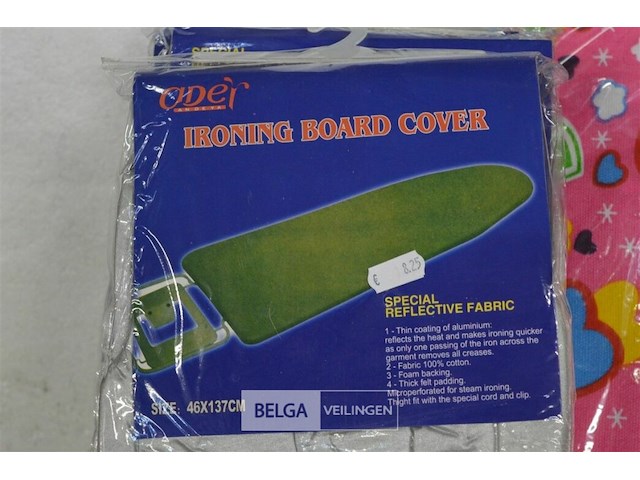 SPECIAL
Oder
IRONING BOARD COVER
€ 8.25
SPECIAL
REFLECTIVE FABRIC
1 - Thin coating of aluminium:
reflects the heat and makes ironing quicker
as only one passing of the iron across the
garment removes all creases.
2 - Fabric 100% cotton.
3 - Foam backing.
4 - Thick felt padding.
Microperforated for steam ironing.
Thight fit with the special cord and clip.
SIZE: 46X137CM
BELGA VEILINGEN